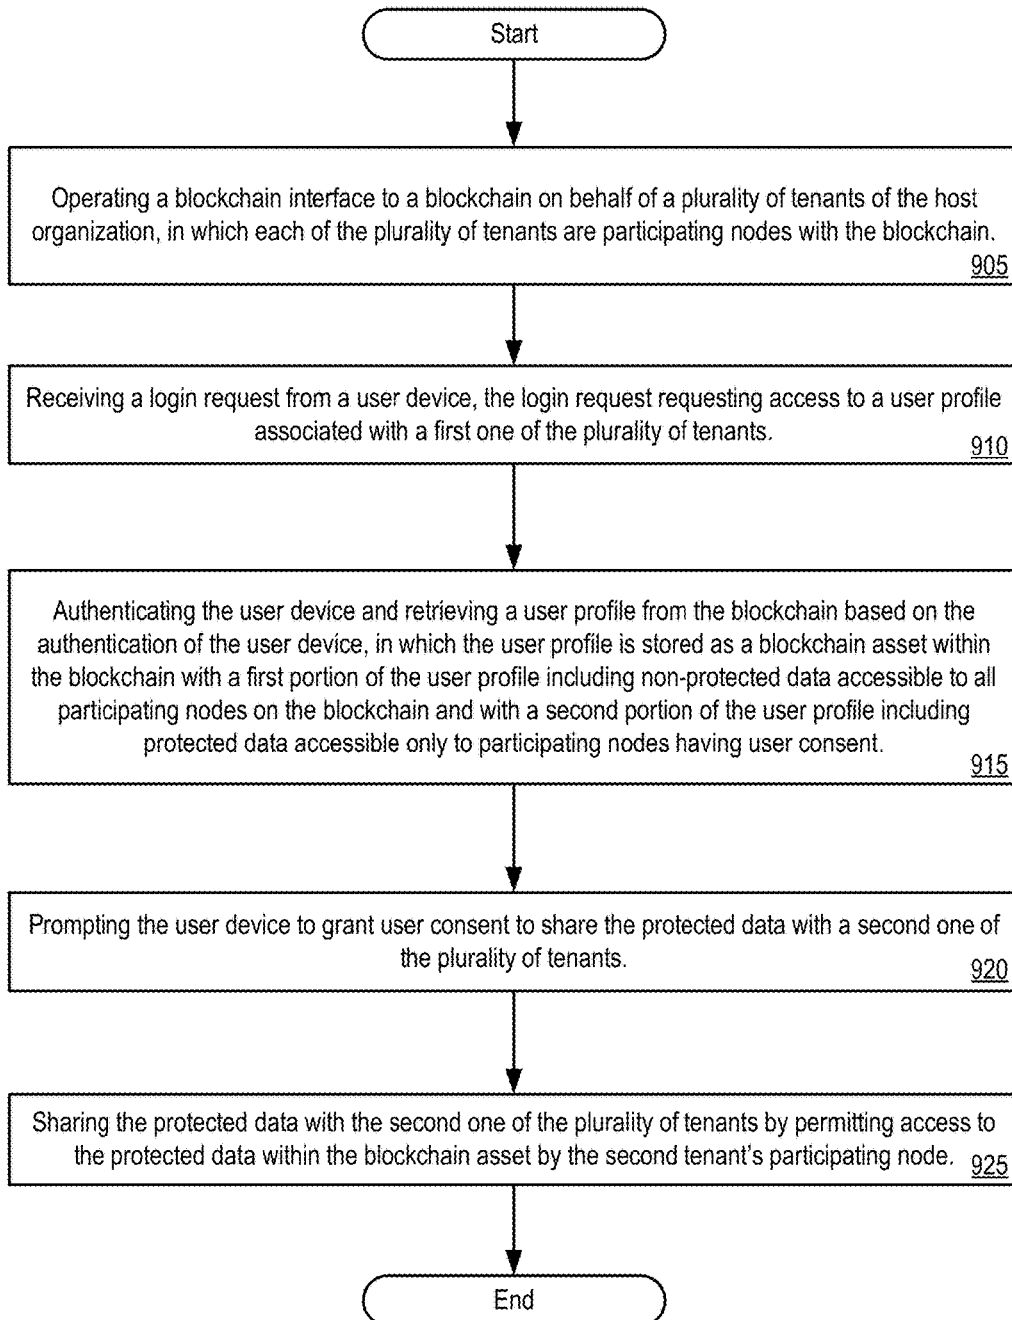 Start
Operating a blockchain interface to a blockchain on behalf of a plurality of tenants of the host
organization, in which each of the plurality of tenants are participating nodes with the blockchain.
905
Receiving a login request from a user device, the login request requesting access to a user profile
associated with a first one of the plurality of tenants.
910
Authenticating the user device and retrieving a user profile from the blockchain based on the
authentication of the user device, in which the user profile is stored as a blockchain asset within
the blockchain with a first portion of the user profile including non-protected data accessible to all
participating nodes on the blockchain and with a second portion of the user profile including
protected data accessible only to participating nodes having user consent.
915
Prompting the user device to grant user consent to share the protected data with a second one of
the plurality of tenants.
920
Sharing the protected data with the second one of the plurality of tenants by permitting access to
the protected data within the blockchain asset by the second tenant's participating node.
925
End